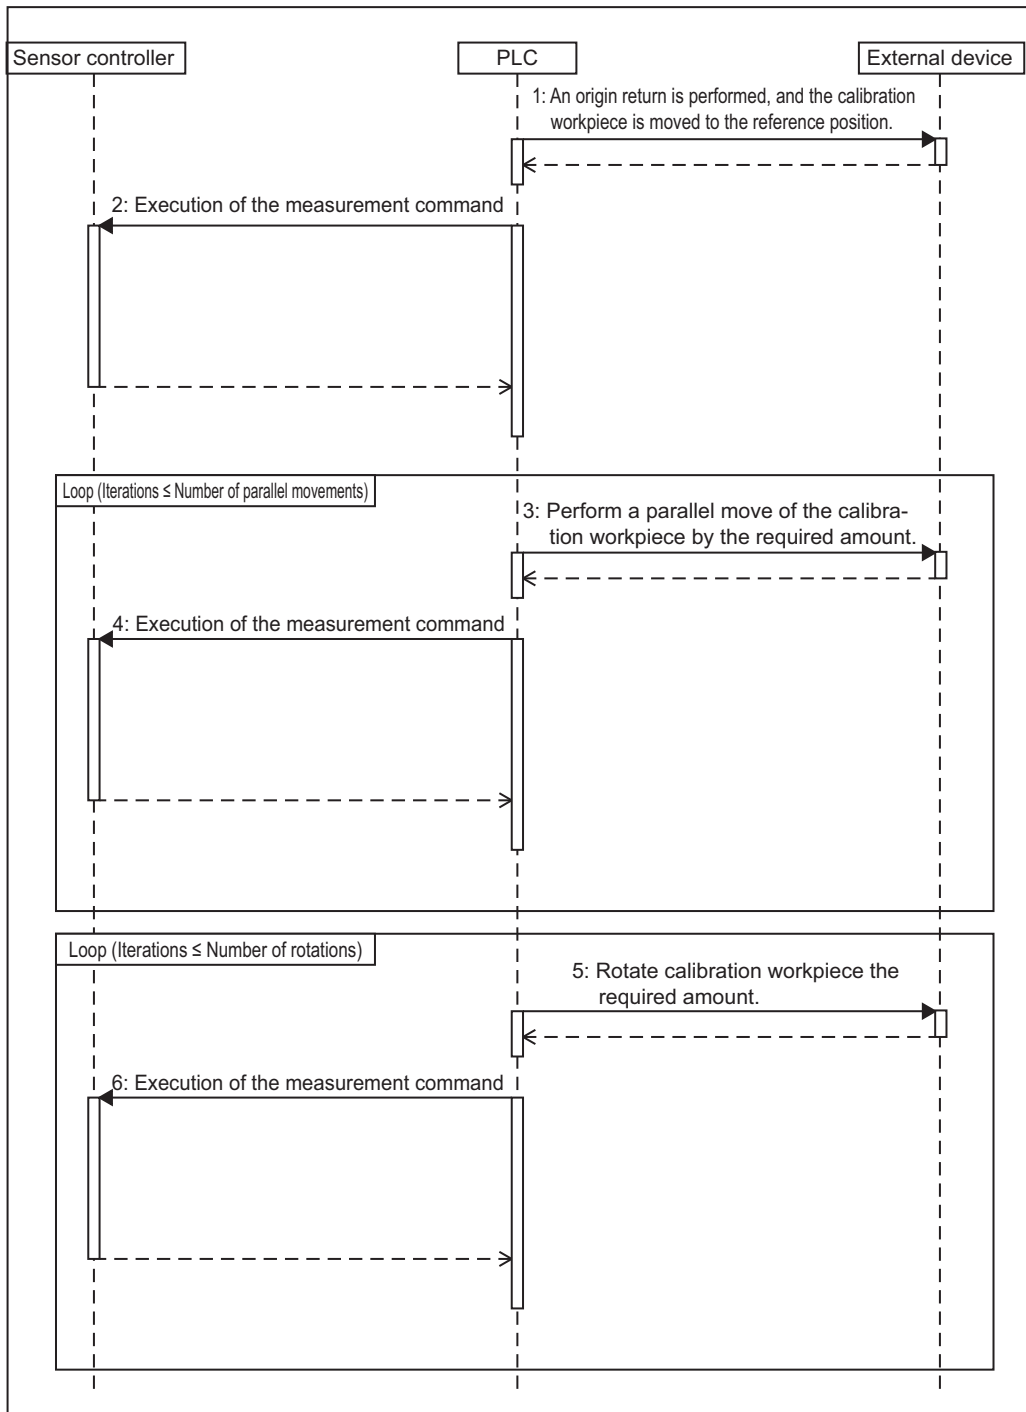 Sensor controller
PLC
External device
1: An origin return is performed, and the calibration
workpiece is moved to the reference position.
2: Execution of the measurement command
Loop (Iterations ≤ Number of parallel movements)
3: Perform a parallel move of the calibra-
tion workpiece by the required amount.
4: Execution of the measurement command
Loop (Iterations ≤ Number of rotations)
5: Rotate calibration workpiece the
required amount.
6: Execution of the measurement command